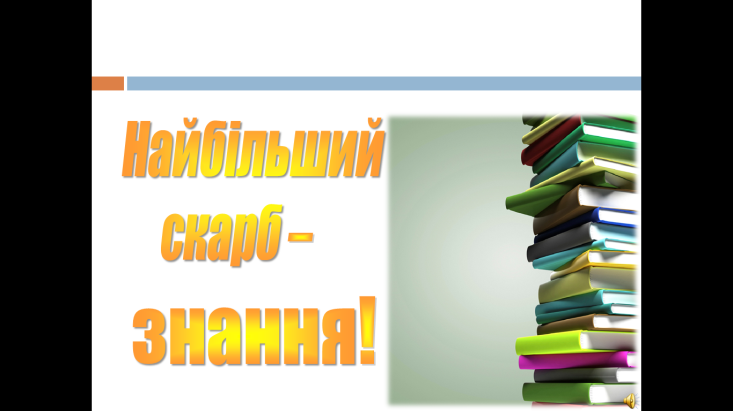 Найбільший
скарб –
знання!